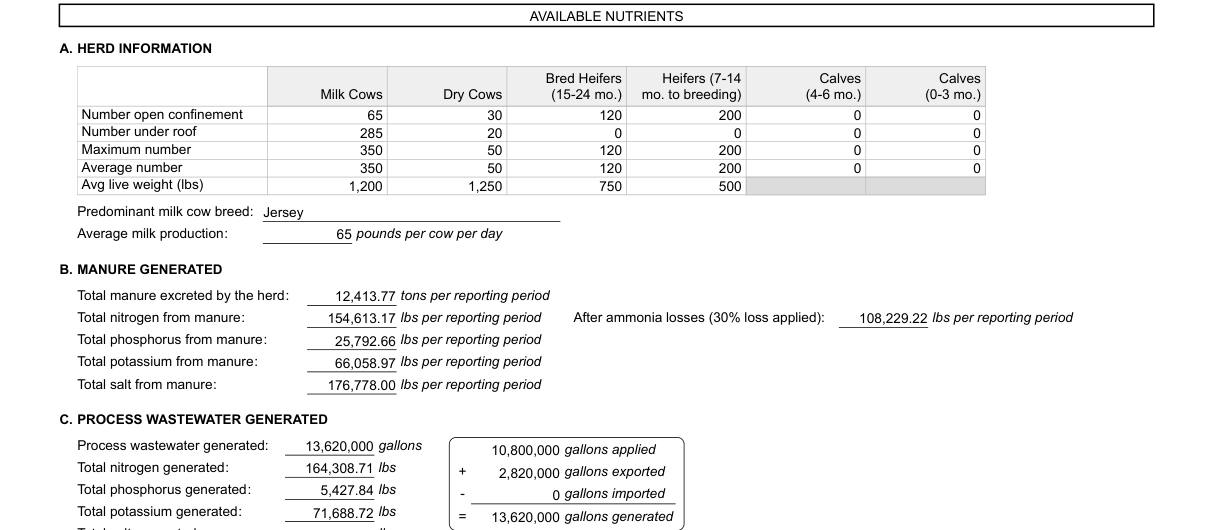 AVAILABLE NUTRIENTS
A. HERD INFORMATION
Milk Cows Dry Cows Bred Heifers (15-24 mo.) Heifers (7-14 mo. to breeding) Calves (4-6 mo.) Calves (0-3 mo.)
Number open confinement 65 30 120 200 0 0
Number under roof 285 20 0 0 0 0
Maximum number 350 50 120 200 0 0
Average number 350 50 120 200 0 0
Avg live weight (lbs) 1,200 1,250 750 500
Predominant milk cow breed: Jersey
Average milk production: 65 pounds per cow per day
B. MANURE GENERATED
Total manure excreted by the herd: 12,413.77 tons per reporting period
Total nitrogen from manure: 154,613.17 lbs per reporting period After ammonia losses (30% loss applied): 108,229.22 lbs per reporting period
Total phosphorus from manure: 25,792.66 lbs per reporting period
Total potassium from manure: 66,058.97 lbs per reporting period
Total salt from manure: 176,778.00 lbs per reporting period
C. PROCESS WASTEWATER GENERATED
Process wastewater generated: 13,620,000 gallons
Total nitrogen generated: 164,308.71 lbs
Total phosphorus generated: 5,427.84 lbs
Total potassium generated: 71,688.72 lbs
10,800,000 gallons applied
+ 2,820,000 gallons exported
- 0 gallons imported
= 13,620,000 gallons generated